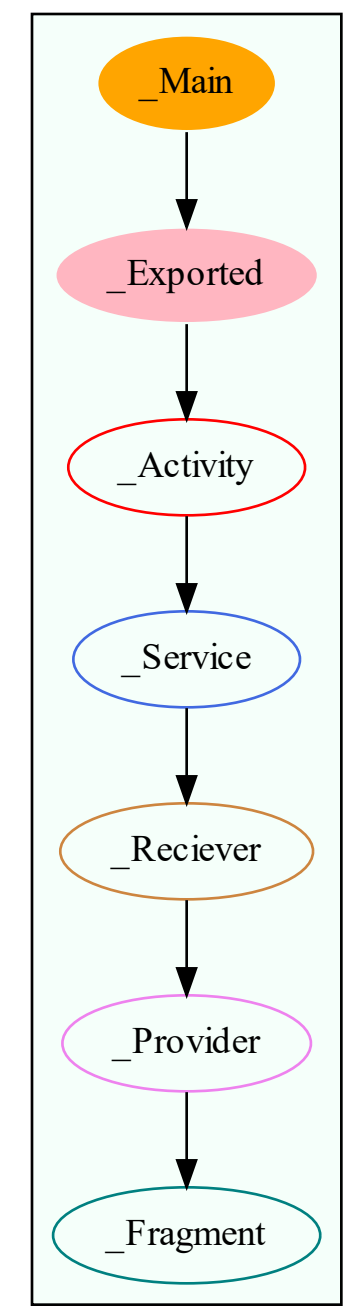 _Main
_Exported
_Activity
_Service
_Reciever
_Provider
_Fragment